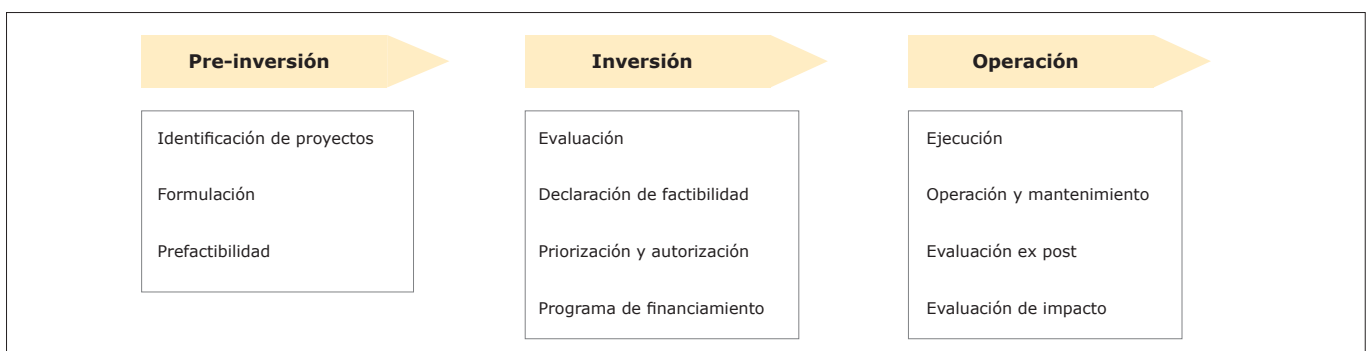 Pre-inversión
Identificación de proyectos
Formulación
Prefactibilidad
Inversión
Evaluación
Declaración de factibilidad
Priorización y autorización
Programa de financiamiento
Operación
Ejecución
Operación y mantenimiento
Evaluación ex post
Evaluación de impacto